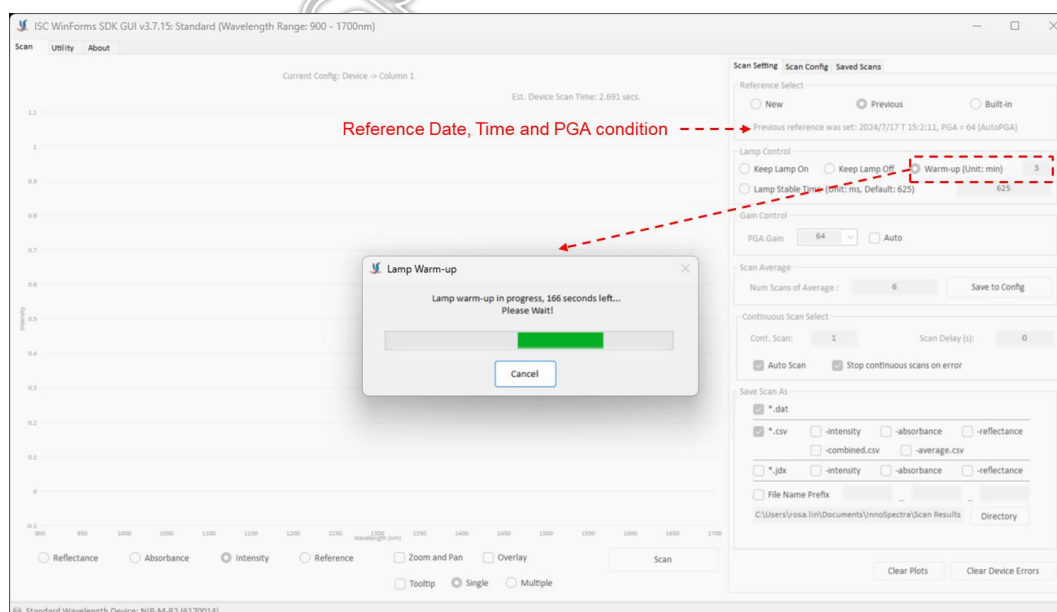 ISC WinForms SDK GUI v3.7.15: Standard (Wavelength Range: 900 - 1700nm)
Scan Utility About
Current Config: Device -> Column 1
Est. Device Scan Time: 2.691 secs.
1.1
1
0.9
0.8
0.7
0.6
0.5
0.4
0.3
0.2
0.1
0
-0.1
Intensity
800 850 900 950 1000 1050 1100 1150 1200 1250 1300 1350 1400 1450 1500 1550 1600 1650 1700
Wavelength (nm)
Reflectance Absorbance Intensity Reference Zoom and Pan Overlay Scan
Tooltip Single Multiple
Reference Date, Time and PGA condition
Lamp Warm-up
Lamp warm-up in progress, 166 seconds left...
Please Wait!
Cancel
Scan Setting Scan Config Saved Scans
Reference Select
New Previous Built-in
Previous reference was set: 2024/7/17 T 15:2:11, PGA = 64 (AutoPGA)
Lamp Control
Keep Lamp On Keep Lamp Off Warm-up (Unit: min) 3
Lamp Stable Time (Unit: ms, Default: 625) 625
Gain Control
PGA Gain 64 Auto
Scan Average
Num Scans of Average : 6 Save to Config
Continuous Scan Select
Cont. Scan: 1 Scan Delay (s): 0
Auto Scan Stop continuous scans on error
Save Scan As
*.dat
*.csv -intensity -absorbance -reflectance
-combined.csv -average.csv
*.jdx -intensity -absorbance -reflectance
File Name Prefix _ _
C:\Users\rosa.lin\Documents\InnoSpectra\Scan Results Directory
Clear Plots Clear Device Errors
Standard Wavelength Device: NIR-M-R2 (6120014)